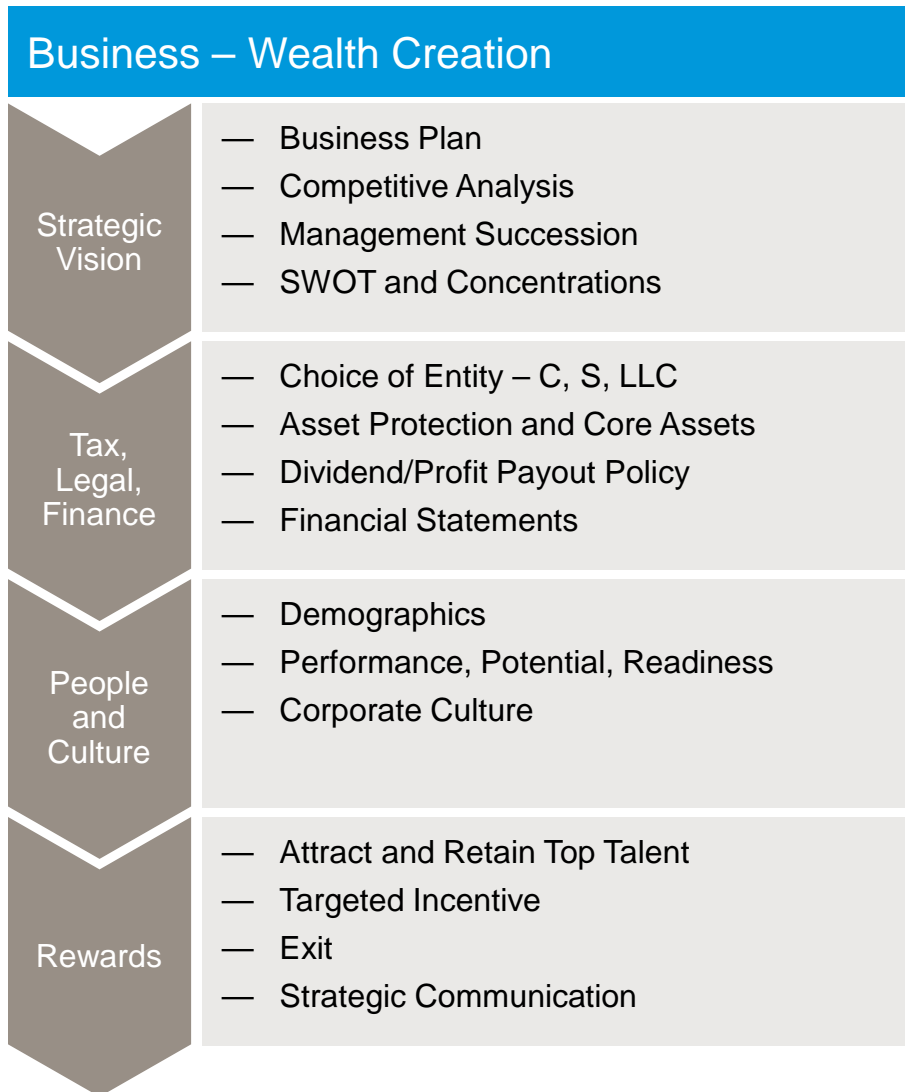 Business – Wealth Creation
Strategic
Vision
— Business Plan
— Competitive Analysis
— Management Succession
— SWOT and Concentrations
Tax,
Legal,
Finance
— Choice of Entity – C, S, LLC
— Asset Protection and Core Assets
— Dividend/Profit Payout Policy
— Financial Statements
People
and
Culture
— Demographics
— Performance, Potential, Readiness
— Corporate Culture
Rewards
— Attract and Retain Top Talent
— Targeted Incentive
— Exit
— Strategic Communication